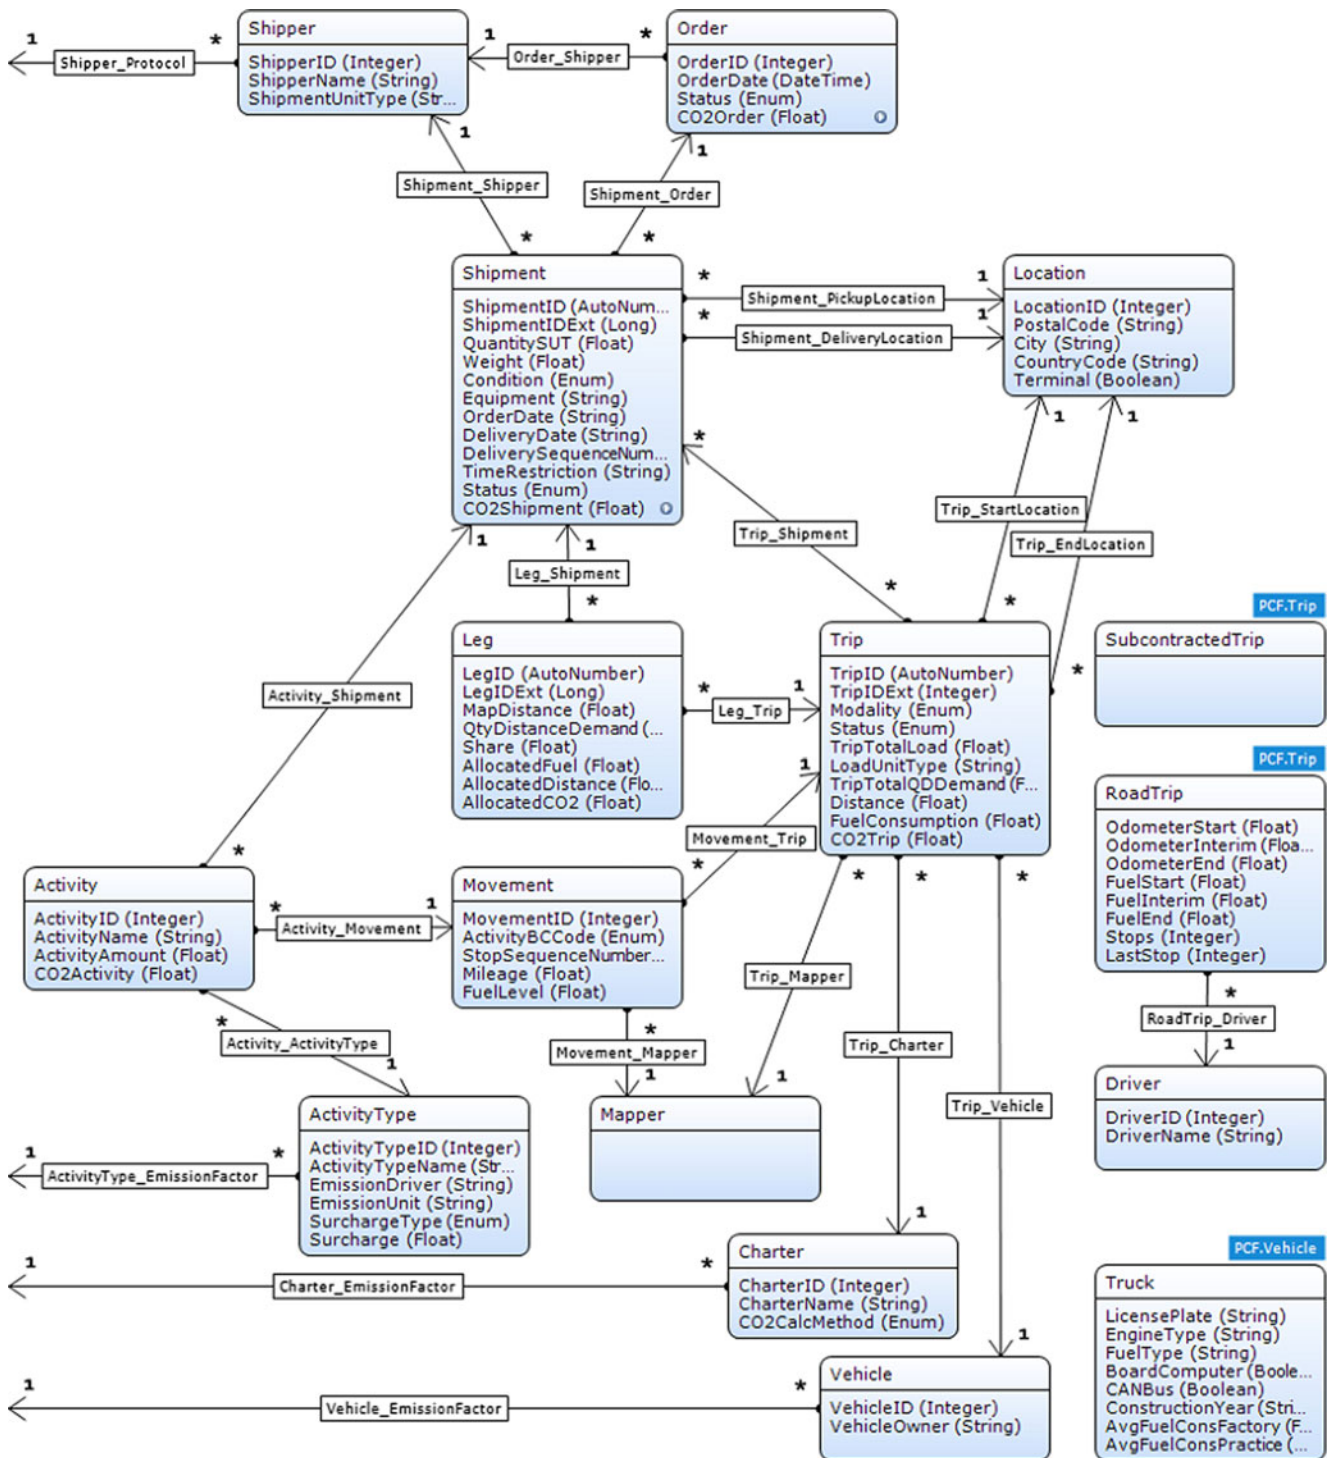 Shipper
ShipperID (Integer)
ShipperName (String)
ShipmentUnitType (Str...
Order
OrderID (Integer)
OrderDate (DateTime)
Status (Enum)
CO2Order (Float)
1
Shipper_Protocol
*
1
Order_Shipper
*
1
Shipment_Shipper
*
1
Shipment_Order
*
Shipment
ShipmentID (AutoNum...
ShipmentIDExt (Long)
QuantitySUT (Float)
Weight (Float)
Condition (Enum)
Equipment (String)
OrderDate (String)
DeliveryDate (String)
DeliverySequenceNum...
TimeRestriction (String)
Status (Enum)
CO2Shipment (Float)
*
Shipment_PickupLocation
1
*
Shipment_DeliveryLocation
1
Location
LocationID (Integer)
PostalCode (String)
City (String)
CountryCode (String)
Terminal (Boolean)
1
1
Trip_StartLocation
Trip_EndLocation
*
*
*
Trip_Shipment
*
1
Leg_Shipment
*
1
Activity_Shipment
*
Leg
LegID (AutoNumber)
LegIDExt (Long)
MapDistance (Float)
QtyDistanceDemand (...
Share (Float)
AllocatedFuel (Float)
AllocatedDistance (Flo...
AllocatedCO2 (Float)
*
Leg_Trip
1
Trip
TripID (AutoNumber)
TripIDExt (Integer)
Modality (Enum)
Status (Enum)
TripTotalLoad (Float)
LoadUnitType (String)
TripTotalQDDemand (F...
Distance (Float)
FuelConsumption (Float)
CO2Trip (Float)
PCF.Trip
SubcontractedTrip
PCF.Trip
RoadTrip
OdometerStart (Float)
OdometerInterim (Floa...
OdometerEnd (Float)
FuelStart (Float)
FuelInterim (Float)
FuelEnd (Float)
Stops (Integer)
LastStop (Integer)
1
Movement_Trip
*
Activity
ActivityID (Integer)
ActivityName (String)
ActivityAmount (Float)
CO2Activity (Float)
*
Activity_Movement
1
Movement
MovementID (Integer)
ActivityBCCode (Enum)
StopSequenceNumber...
Mileage (Float)
FuelLevel (Float)
*
Activity_ActivityType
1
*
Movement_Mapper
1
*
Trip_Mapper
1
*
Trip_Charter
1
*
Trip_Vehicle
1
*
RoadTrip_Driver
1
Driver
DriverID (Integer)
DriverName (String)
ActivityType
ActivityTypeID (Integer)
ActivityTypeName (Str...
EmissionDriver (String)
EmissionUnit (String)
SurchargeType (Enum)
Surcharge (Float)
Mapper
1
ActivityType_EmissionFactor
*
Charter
CharterID (Integer)
CharterName (String)
CO2CalcMethod (Enum)
1
Charter_EmissionFactor
*
PCF.Vehicle
Truck
LicensePlate (String)
EngineType (String)
FuelType (String)
BoardComputer (Boole...
CANBus (Boolean)
ConstructionYear (Stri...
AvgFuelConsFactory (F...
AvgFuelConsPractice (...
1
Vehicle_EmissionFactor
*
Vehicle
VehicleID (Integer)
VehicleOwner (String)